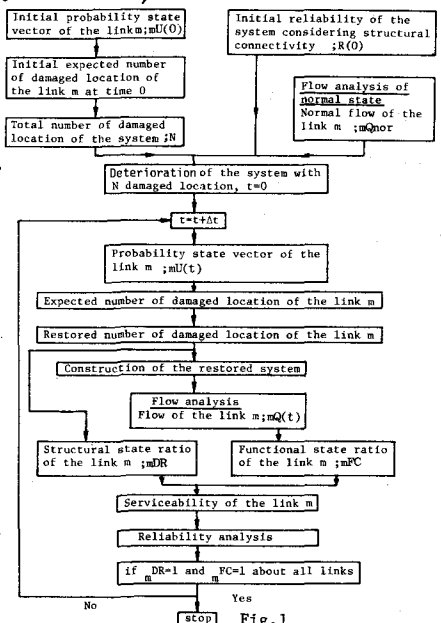 Initial probability state
vector of the linkm;mU(0)
Initial reliability of the
system considering structural
connectivity ;R(0)
Initial expected number
of damaged location of
the link m at time 0
Flow analysis of
normal state
Normal flow of the
link m ;mQnor
Total number of damaged
location of the system ;N
Deterioration of the system with
N damaged location, t=0
t=t+Δt
Probability state vector of the
link m ;mU(t)
Expected number of damaged location of the link m
Restored number of damaged location of the link m
Construction of the restored system
Flow analysis
Flow of the link m;mQ(t)
Structural state ratio
of the link m ;mDR
Functional state ratio
of the link m ;mFC
Serviceability of the link m
Reliability analysis
if mDR=1 and mFC=1 about all links
No
Yes
stop
Fig.1